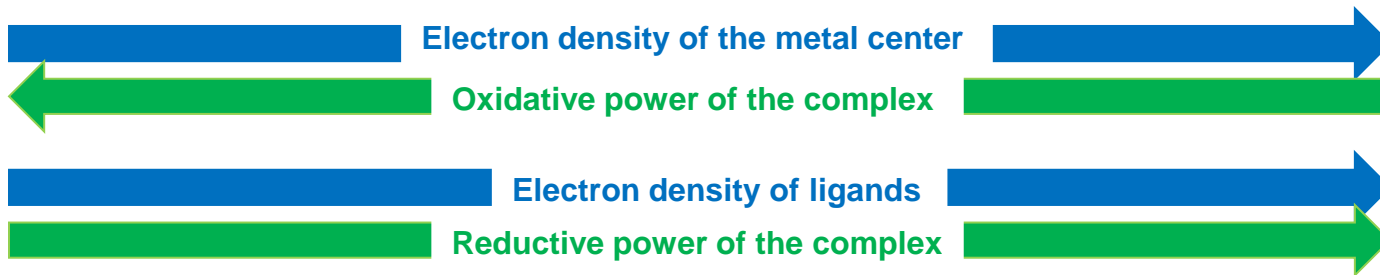 Electron density of the metal center
Oxidative power of the complex
Electron density of ligands
Reductive power of the complex